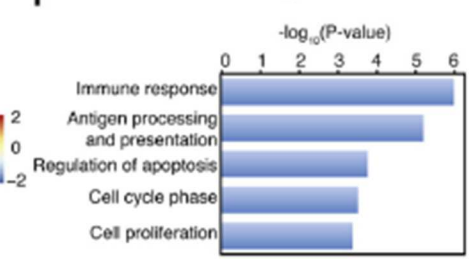 -log10(P-value)
0 1 2 3 4 5 6
Immune response
Antigen processing
and presentation
Regulation of apoptosis
Cell cycle phase
Cell proliferation
2
0
−2